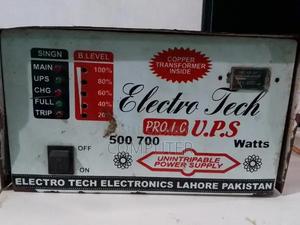 SINGN
MAIN
UPS
CHG
FULL
TRIP
B.LEVEL
100%
80%
60%
40%
20%
COPPER
TRANSFORMER
INSIDE
Electro Tech
PRO.I.C U.P.S
500 700 Watts
OFF
ON
UNINTRIPABLE
POWER SUPPLY
ELECTRO TECH ELECTRONICS LAHORE PAKISTAN